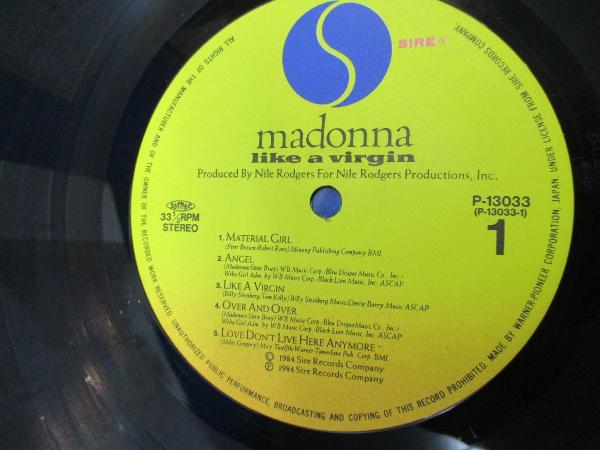 SIRE ®
madonna
like a virgin
Produced By Nile Rodgers For Nile Rodgers Productions, Inc.
P-13033
(P-13033-1)
1
33⅓RPM
STEREO
1. MATERIAL GIRL
(Peter Brown/Robert Rans) Minong Publishing Company BMI
2. ANGEL
(Madonna/Steve Bray) WB Music Corp./Bleu Disque Music Co. Inc./
Webo Girl Adm. by WB Music Corp./Black Lion Music, Inc. ASCAP
3. LIKE A VIRGIN
(Billy Steinberg/Tom Kelly) Billy Steinberg Music/Denise Barry Music ASCAP
4. OVER AND OVER
(Madonna/Steve Bray) WB Music Corp./Bleu Disque Music Co. Inc./
Webo Girl Adm. by WB Music Corp./Black Lion Music, Inc. ASCAP
5. LOVE DON'T LIVE HERE ANYMORE
(Miles Gregory) May Twelfth/Warner-Tamerlane Pub. Corp. BMI
© 1984 Sire Records Company
℗ 1984 Sire Records Company
ALL RIGHTS OF THE MANUFACTURER AND OF THE OWNER OF THE RECORDED WORK RESERVED. UNAUTHORIZED PUBLIC PERFORMANCE, BROADCASTING AND COPYING OF THIS RECORD PROHIBITED. MADE BY WARNER-PIONEER CORPORATION, JAPAN UNDER LICENSE FROM SIRE RECORDS COMPANY.